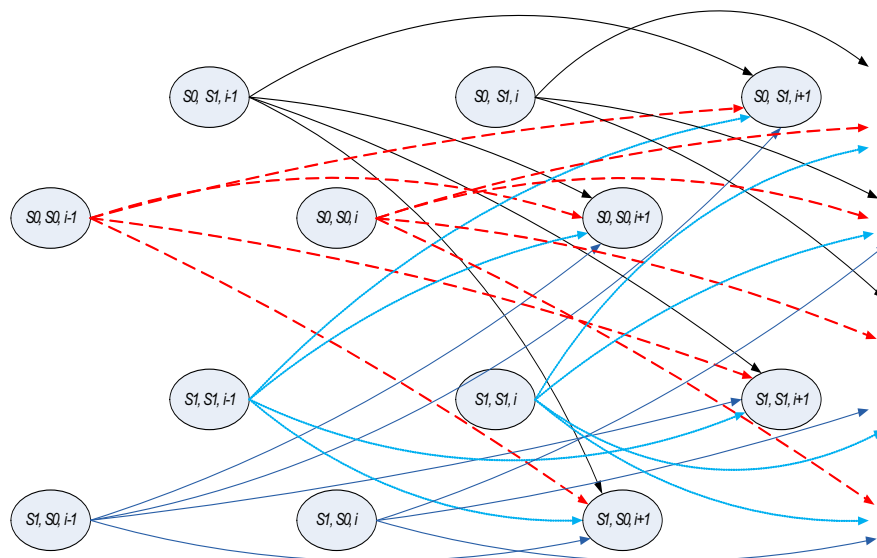 S0, S1, i-1
S0, S1, i
S0, S1, i+1
S0, S0, i-1
S0, S0, i
S0, S0, i+1
S1, S1, i-1
S1, S1, i
S1, S1, i+1
S1, S0, i-1
S1, S0, i
S1, S0, i+1